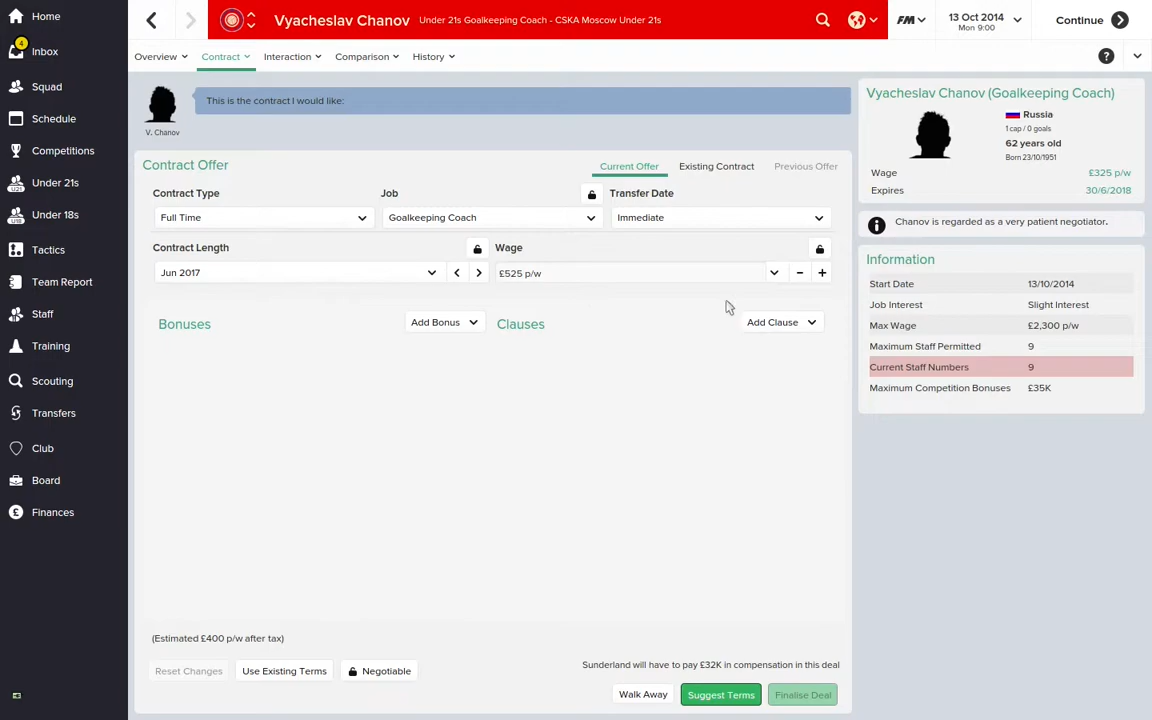 Home
4
Inbox
Squad
Schedule
Competitions
U21
Under 21s
U18
Under 18s
Tactics
Team Report
Staff
Training
Scouting
Transfers
Club
Board
£
Finances
Vyacheslav Chanov
Under 21s Goalkeeping Coach - CSKA Moscow Under 21s
FM
13 Oct 2014
Mon 9:00
Continue
Overview
Contract
Interaction
Comparison
History
?
V. Chanov
This is the contract I would like:
Contract Offer
Current Offer
Existing Contract
Previous Offer
Contract Type
Job
Transfer Date
Full Time
Goalkeeping Coach
Immediate
Contract Length
Wage
Jun 2017
£525 p/w
Bonuses
Add Bonus
Clauses
Add Clause
(Estimated £400 p/w after tax)
Reset Changes
Use Existing Terms
Negotiable
Sunderland will have to pay £32K in compensation in this deal
Walk Away
Suggest Terms
Finalise Deal
Vyacheslav Chanov (Goalkeeping Coach)
Russia
1 cap / 0 goals
62 years old
Born 23/10/1951
Wage £325 p/w
Expires 30/6/2018
Chanov is regarded as a very patient negotiator.
Information
Start Date 13/10/2014
Job Interest Slight Interest
Max Wage £2,300 p/w
Maximum Staff Permitted 9
Current Staff Numbers 9
Maximum Competition Bonuses £35K